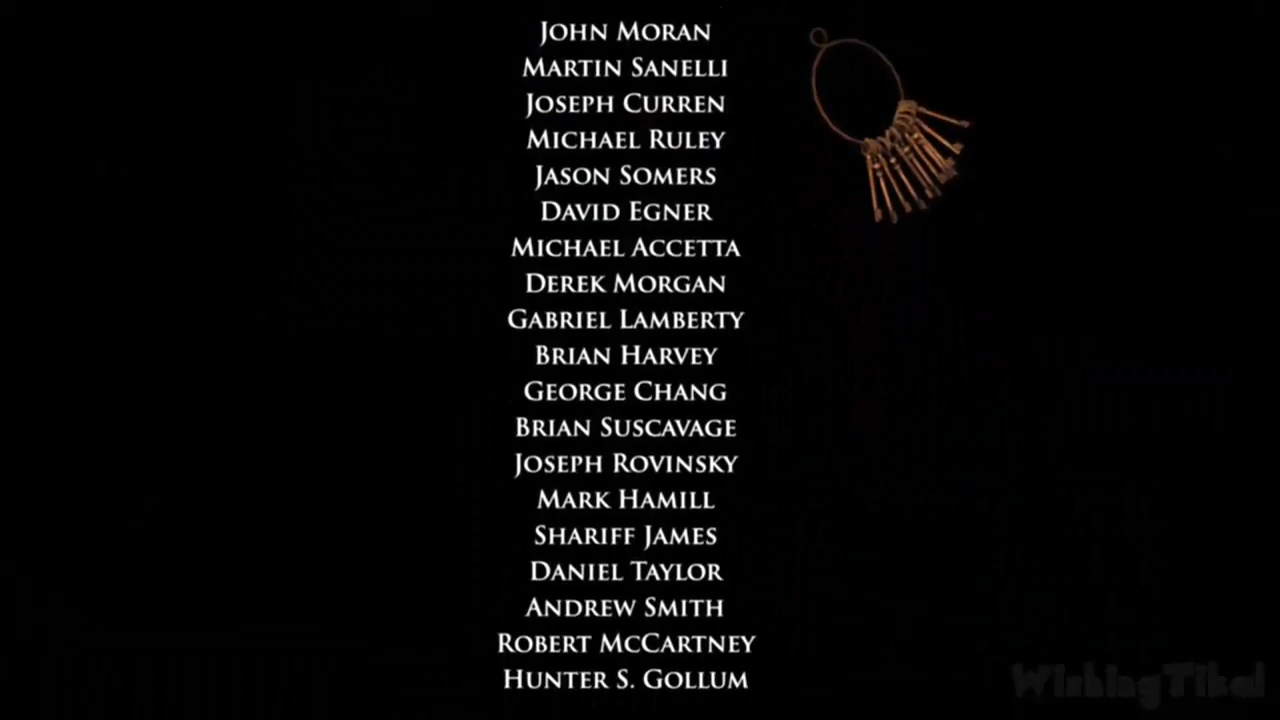 JOHN MORAN
MARTIN SANELLI
JOSEPH CURREN
MICHAEL RULEY
JASON SOMERS
DAVID EGNER
MICHAEL ACCETTA
DEREK MORGAN
GABRIEL LAMBERTY
BRIAN HARVEY
GEORGE CHANG
BRIAN SUSCAVAGE
JOSEPH ROVINSKY
MARK HAMILL
SHARIFF JAMES
DANIEL TAYLOR
ANDREW SMITH
ROBERT MCCARTNEY
HUNTER S. GOLLUM
WishingTikal